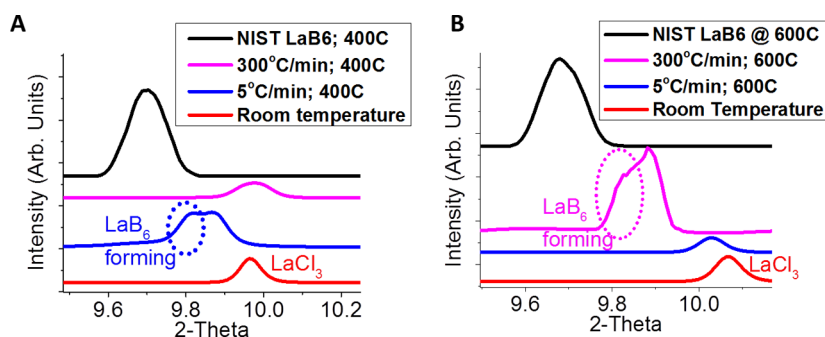 A
NIST LaB6; 400C
300°C/min; 400C
5°C/min; 400C
Room temperature
Intensity (Arb. Units)
LaB6
forming
LaCl3
9.6 9.8 10.0 10.2
2-Theta
B
NIST LaB6 @ 600C
300°C/min; 600C
5°C/min; 600C
Room Temperature
Intensity (Arb. Units)
LaB6
forming
LaCl3
9.6 9.8 10.0
2-Theta